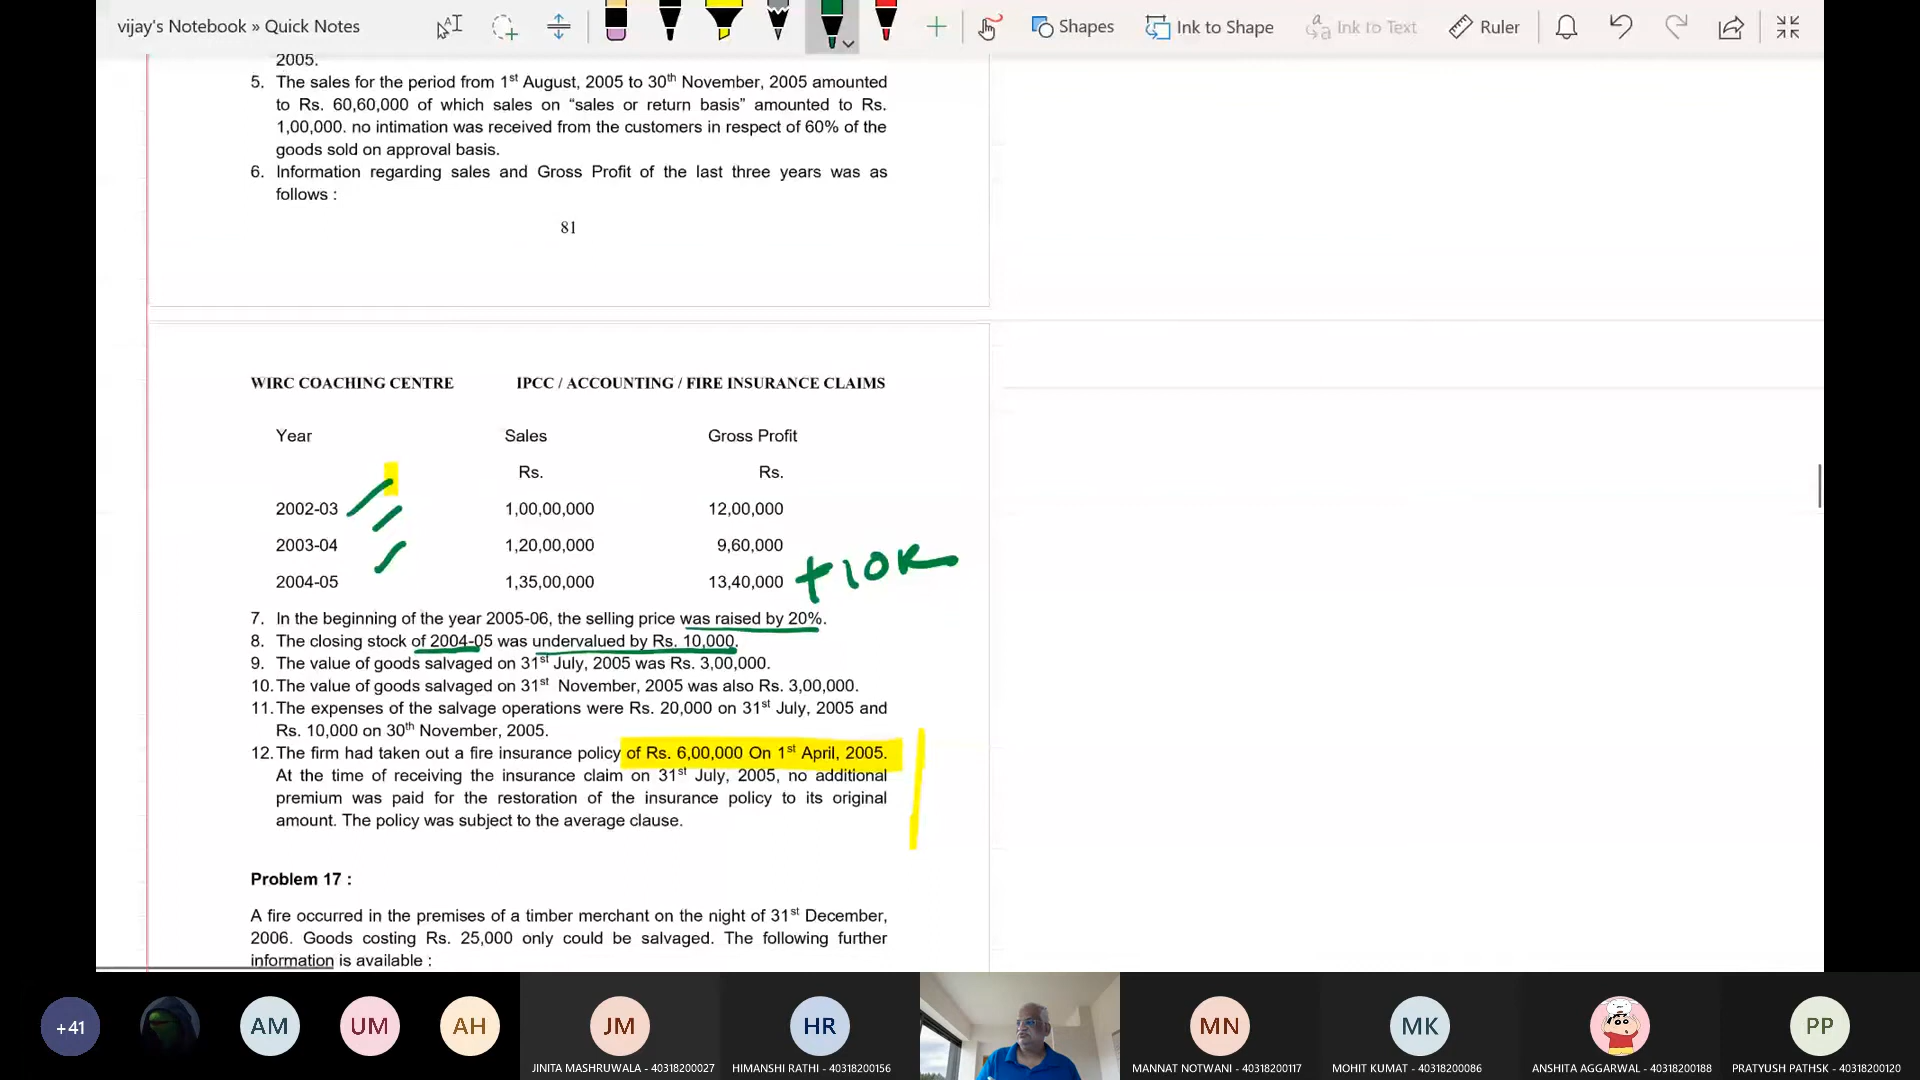 vijay's Notebook » Quick Notes
Shapes
Ink to Shape
Ink to Text
Ruler
2005.
5. The sales for the period from 1st August, 2005 to 30th November, 2005 amounted
to Rs. 60,60,000 of which sales on “sales or return basis” amounted to Rs.
1,00,000. no intimation was received from the customers in respect of 60% of the
goods sold on approval basis.
6. Information regarding sales and Gross Profit of the last three years was as
follows :
81
WIRC COACHING CENTRE IPCC / ACCOUNTING / FIRE INSURANCE CLAIMS
Year Sales Gross Profit
Rs. Rs.
2002-03 1,00,00,000 12,00,000
2003-04 1,20,00,000 9,60,000
2004-05 1,35,00,000 13,40,000 +10K
7. In the beginning of the year 2005-06, the selling price was raised by 20%.
8. The closing stock of 2004-05 was undervalued by Rs. 10,000.
9. The value of goods salvaged on 31st July, 2005 was Rs. 3,00,000.
10. The value of goods salvaged on 31st November, 2005 was also Rs. 3,00,000.
11. The expenses of the salvage operations were Rs. 20,000 on 31st July, 2005 and
Rs. 10,000 on 30th November, 2005.
12. The firm had taken out a fire insurance policy of Rs. 6,00,000 On 1st April, 2005.
At the time of receiving the insurance claim on 31st July, 2005, no additional
premium was paid for the restoration of the insurance policy to its original
amount. The policy was subject to the average clause.
Problem 17 :
A fire occurred in the premises of a timber merchant on the night of 31st December,
2006. Goods costing Rs. 25,000 only could be salvaged. The following further
information is available :
+41 AM UM AH JM HR MN MK PP
JINITA MASHRUWALA - 40318200027 HIMANSHI RATHI - 40318200156 MANNAT NOTWANI - 40318200117 MOHIT KUMAT - 40318200086 ANSHITA AGGARWAL - 40318200188 PRATYUSH PATHSK - 40318200120